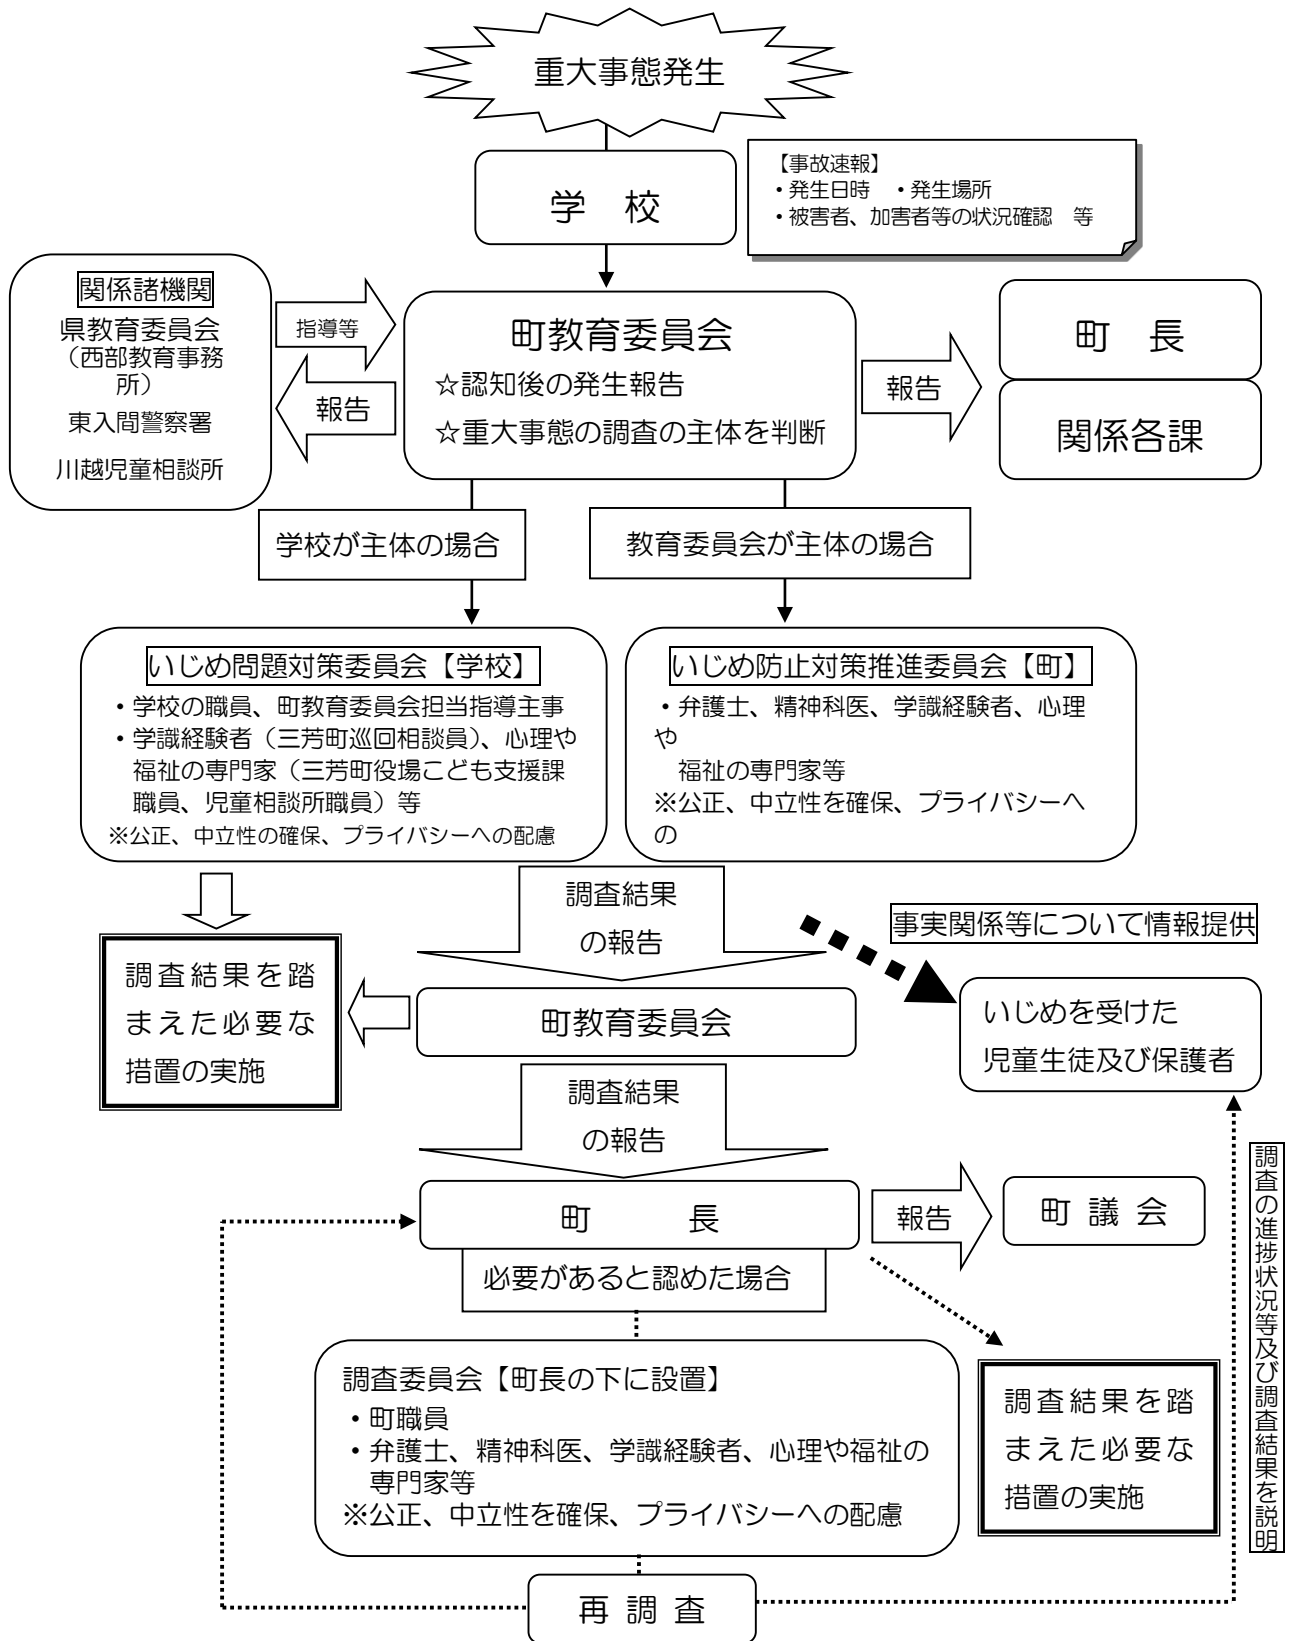 重大事態発生
学　校
【事故速報】
・発生日時　・発生場所
・被害者、加害者等の状況確認　等
関係諸機関
県教育委員会
（西部教育事務
所）
東入間警察署
川越児童相談所
指導等
報告
町教育委員会
☆認知後の発生報告
☆重大事態の調査の主体を判断
報告
町　長
関係各課
学校が主体の場合
教育委員会が主体の場合
いじめ問題対策委員会【学校】
・学校の職員、町教育委員会担当指導主事
・学識経験者（三芳町巡回相談員）、心理や
福祉の専門家（三芳町役場こども支援課
職員、児童相談所職員）等
※公正、中立性の確保、プライバシーへの配慮
いじめ防止対策推進委員会【町】
・弁護士、精神科医、学識経験者、心理
や
福祉の専門家等
※公正、中立性を確保、プライバシーへ
の
調査結果
の報告
事実関係等について情報提供
調査結果を踏
まえた必要な
措置の実施
町教育委員会
いじめを受けた
児童生徒及び保護者
調査結果
の報告
町　長
報告
町議会
必要があると認めた場合
調査の進捗状況等及び調査結果を説明
調査委員会【町長の下に設置】
・町職員
・弁護士、精神科医、学識経験者、心理や福祉の
専門家等
※公正、中立性を確保、プライバシーへの配慮
調査結果を踏
まえた必要な
措置の実施
再調査